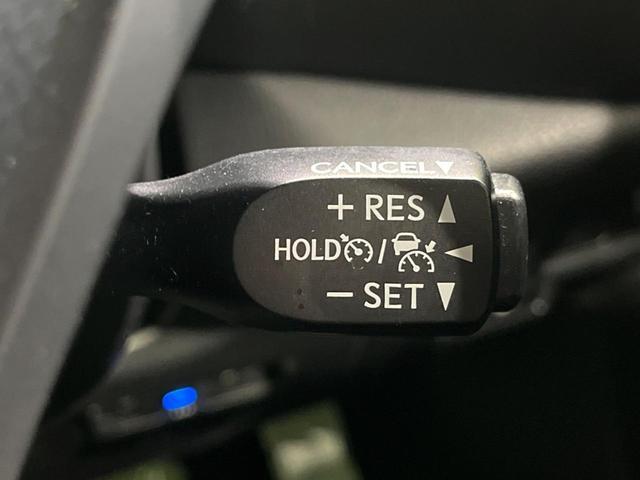 CANCEL▼
+ RES ▲
HOLD / ◀
− SET ▼